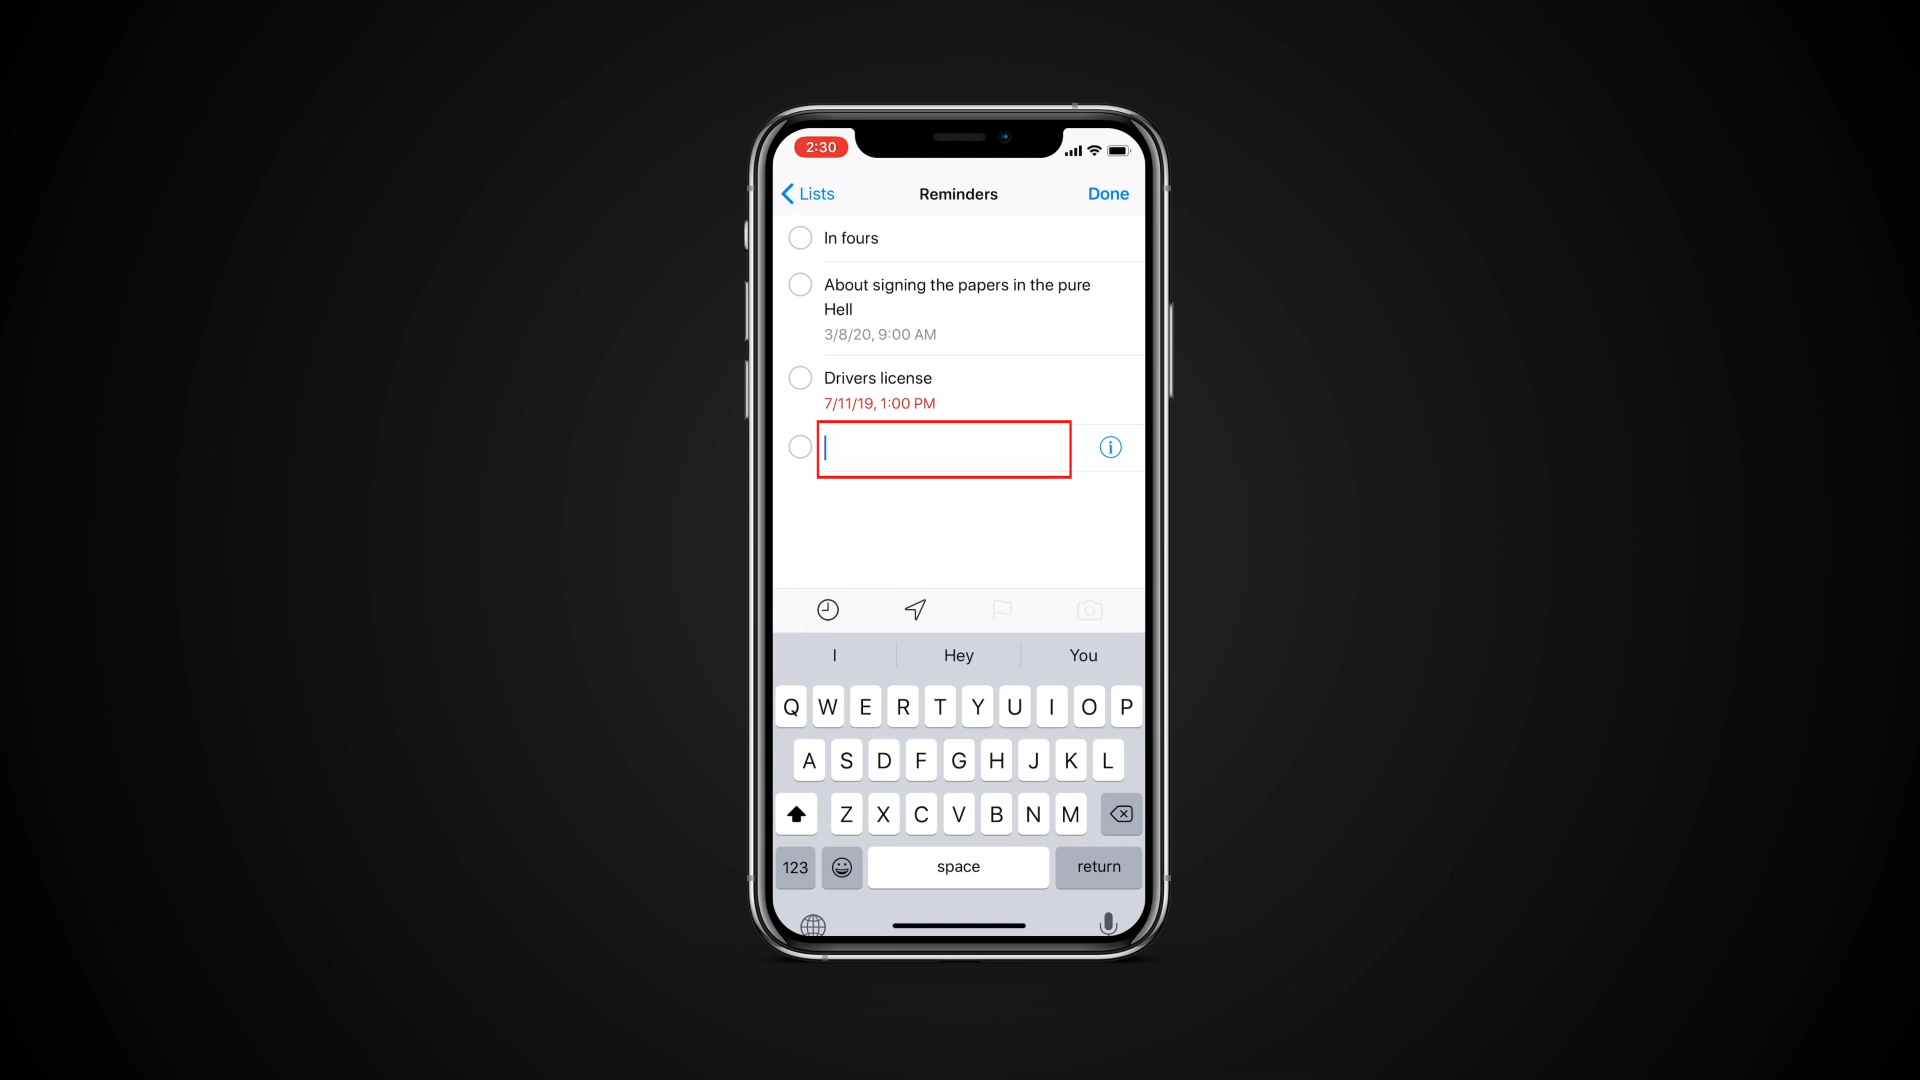 2:30
Lists Reminders Done
In fours
About signing the papers in the pure
Hell
3/8/20, 9:00 AM
Drivers license
7/11/19, 1:00 PM
I Hey You
Q W E R T Y U I O P
A S D F G H J K L
Z X C V B N M
123 space return